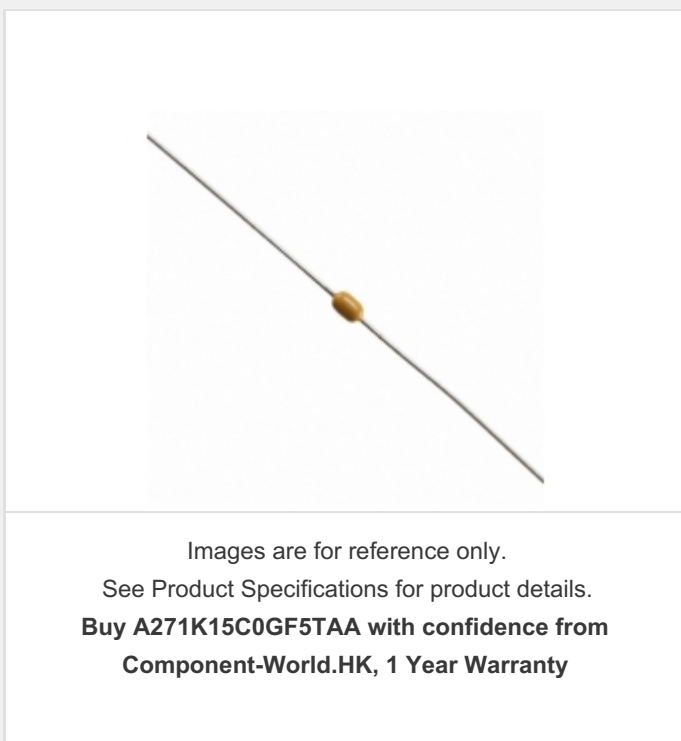 Images are for reference only.
See Product Specifications for product details.
Buy A271K15C0GF5TAA with confidence from
Component-World.HK, 1 Year Warranty